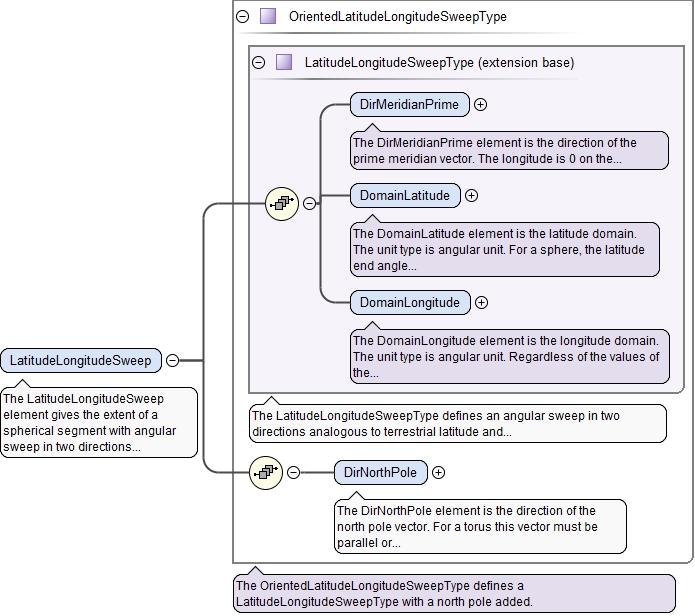 OrientedLatitudeLongitudeSweepType
LatitudeLongitudeSweepType (extension base)
DirMeridianPrime
The DirMeridianPrime element is the direction of the
prime meridian vector. The longitude is 0 on the...
DomainLatitude
The DomainLatitude element is the latitude domain.
The unit type is angular unit. For a sphere, the latitude
end angle...
DomainLongitude
The DomainLongitude element is the longitude domain.
The unit type is angular unit. Regardless of the values of
the...
LatitudeLongitudeSweep
The LatitudeLongitudeSweep
element gives the extent of a
spherical segment with angular
sweep in two directions...
The LatitudeLongitudeSweepType defines an angular sweep in two
directions analogous to terrestrial latitude and...
DirNorthPole
The DirNorthPole element is the direction of the
north pole vector. For a torus this vector must be
parallel or...
The OrientedLatitudeLongitudeSweepType defines a
LatitudeLongitudeSweepType with a north pole added.